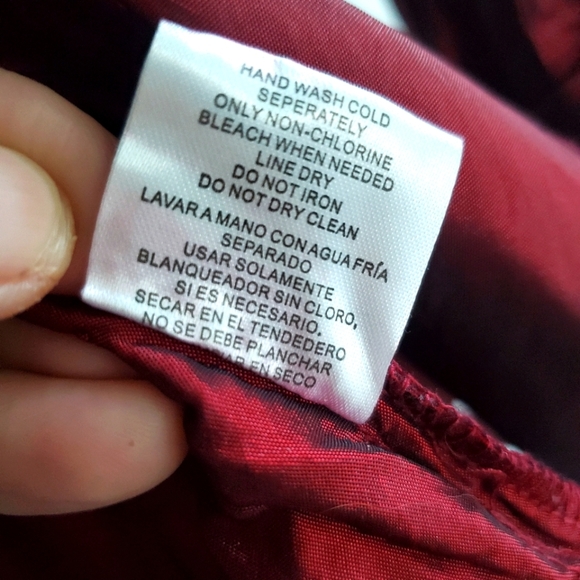 HAND WASH COLD
SEPERATELY
ONLY NON-CHLORINE
BLEACH WHEN NEEDED
LINE DRY
DO NOT IRON
DO NOT DRY CLEAN
LAVAR A MANO CON AGUA FRÍA
SEPARADO
USAR SOLAMENTE
BLANQUEADOR SIN CLORO,
SI ES NECESARIO.
SECAR EN EL TENDEDERO
NO SE DEBE PLANCHAR
EN SECO